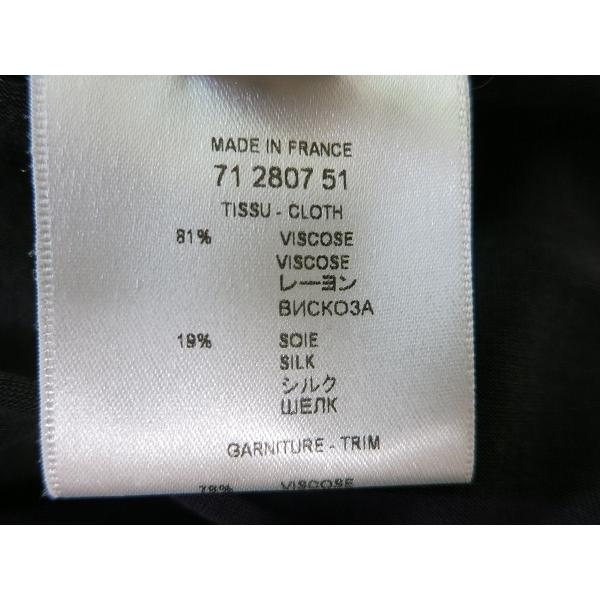 MADE IN FRANCE
71 2807 51
TISSU - CLOTH
81% VISCOSE
VISCOSE
レーヨン
ВИСКОЗА
19% SOIE
SILK
シルク
ШЕЛК
GARNITURE - TRIM
VISCOSE